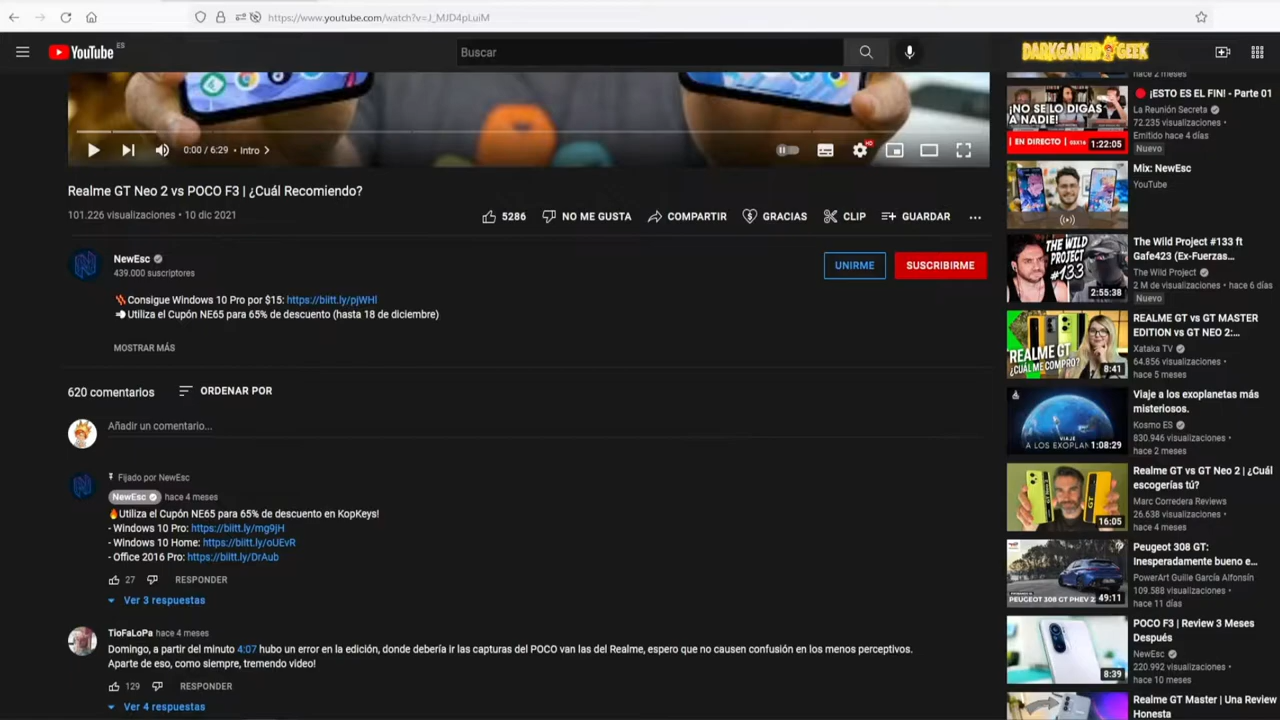 https://www.youtube.com/watch?v=J_MJD4pLuiM
YouTube ES
Buscar
DARKGAMER GEEK
0:00 / 6:29 • Intro
HD
Realme GT Neo 2 vs POCO F3 | ¿Cuál Recomiendo?
101.226 visualizaciones • 10 dic 2021
5286
NO ME GUSTA
COMPARTIR
GRACIAS
CLIP
GUARDAR
NewEsc
439.000 suscriptores
UNIRME
SUSCRIBIRME
Consigue Windows 10 Pro por $15: https://biitt.ly/pjWHl
Utiliza el Cupón NE65 para 65% de descuento (hasta 18 de diciembre)
MOSTRAR MÁS
620 comentarios
ORDENAR POR
Añadir un comentario...
Fijado por NewEsc
NewEsc hace 4 meses
Utiliza el Cupón NE65 para 65% de descuento en KopKeys!
- Windows 10 Pro: https://biitt.ly/mg9jH
- Windows 10 Home: https://biitt.ly/oUEvR
- Office 2016 Pro: https://biitt.ly/DrAub
27
RESPONDER
Ver 3 respuestas
TioFaLoPa hace 4 meses
Domingo, a partir del minuto 4:07 hubo un error en la edición, donde debería ir las capturas del POCO van las del Realme, espero que no causen confusión en los menos perceptivos.
Aparte de eso, como siempre, tremendo video!
129
RESPONDER
Ver 4 respuestas
hace 2 meses
¡NO SE LO DIGAS
A NADIE!
EN DIRECTO
1:22:05
¡ESTO ES EL FIN! - Parte 01
La Reunión Secreta
72.235 visualizaciones •
Emitido hace 4 días
Nuevo
Mix: NewEsc
YouTube
THE WILD
PROJECT
#133
2:55:38
The Wild Project #133 ft
Gafe423 (Ex-Fuerzas...
The Wild Project
2 M de visualizaciones • hace 6 días
Nuevo
REALME GT
¿CUÁL ME COMPRO?
8:41
REALME GT vs GT MASTER
EDITION vs GT NEO 2:...
Xataka TV
64.856 visualizaciones •
hace 5 meses
VIAJE
A LOS EXOPLAN
1:08:29
Viaje a los exoplanetas más
misteriosos.
Kosmo ES
830.946 visualizaciones •
hace 2 meses
GT
16:05
Realme GT vs GT Neo 2 | ¿Cuál
escogerías tú?
Marc Corredera Reviews
26.638 visualizaciones •
hace 4 meses
PEUGEOT 308 GT PHEV 2
49:11
Peugeot 308 GT:
Inesperadamente bueno e...
PowerArt Guille García Alfonsín
109.588 visualizaciones •
hace 11 días
8:39
POCO F3 | Review 3 Meses
Después
NewEsc
220.992 visualizaciones •
hace 10 meses
Realme GT Master | Una Review
Honesta